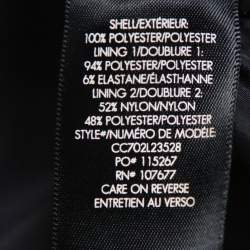 SHELL/EXTÉRIEUR:
100% POLYESTER/POLYESTER
LINING 1/DOUBLURE 1:
94% POLYESTER/POLYESTER
6% ELASTANE/ÉLASTHANNE
LINING 2/DOUBLURE 2:
52% NYLON/NYLON
48% POLYESTER/POLYESTER
STYLE#/NUMÉRO DE MODÈLE:
CC702L23528
PO# 115267
RN# 107677
CARE ON REVERSE
ENTRETIEN AU VERSO